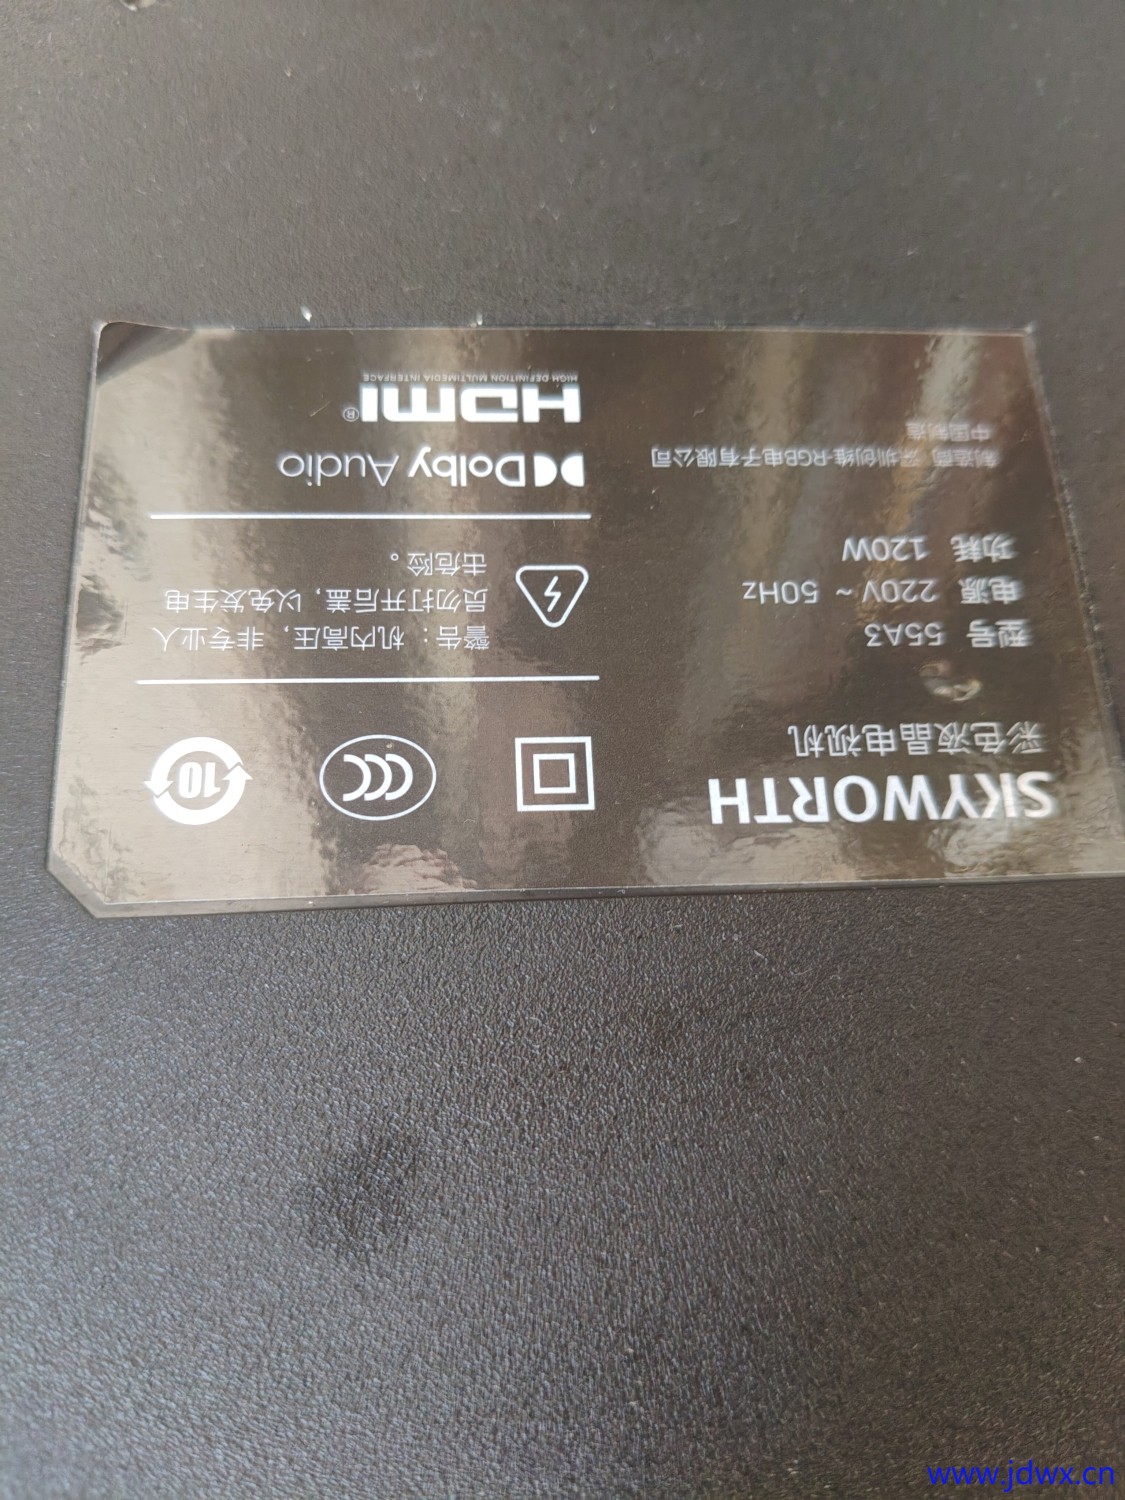 SKYWORTH
彩色液晶电视机
型号 55A3
电源 220V ~ 50Hz
功耗 120W
制造商 深圳创维-RGB电子有限公司
中国制造
CCC
10
警告：机内高压，非专业人
员勿打开后盖，以免发生电
击危险。
Dolby Audio
HDMI®
HIGH DEFINITION MULTIMEDIA INTERFACE
www.jdwx.cn